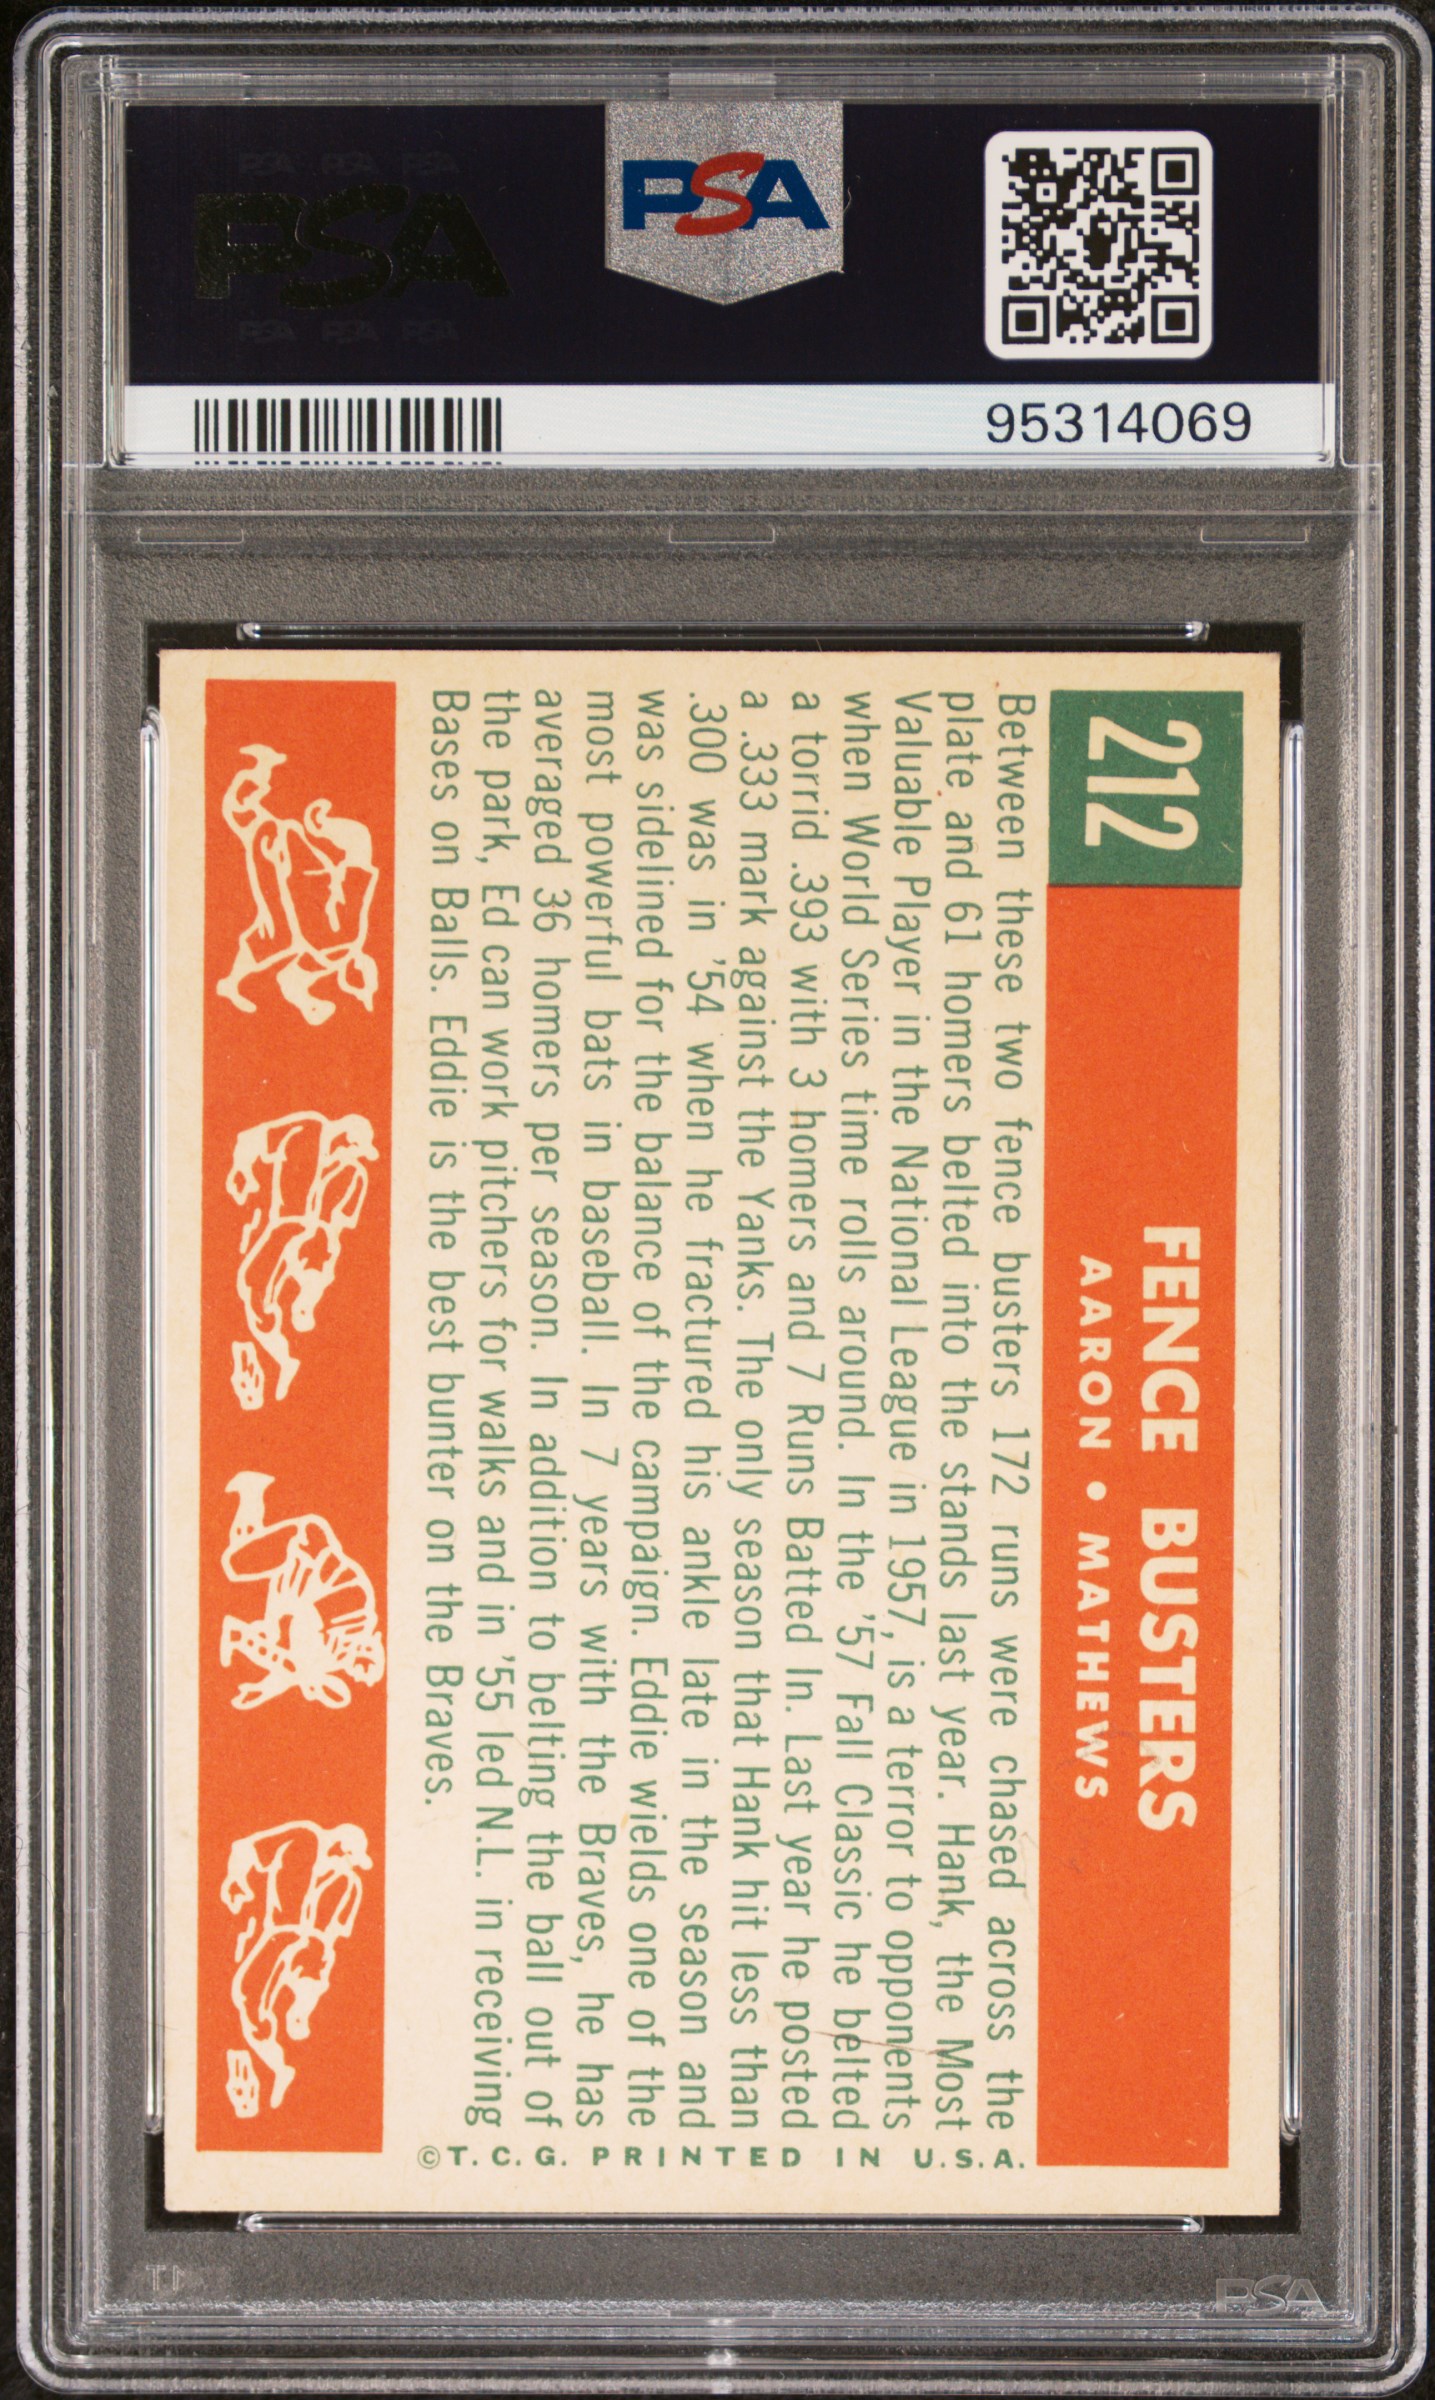 PSA PSA PSA
PSA
PSA PSA PSA
PSA
95314069
212
FENCE BUSTERS
AARON • MATHEWS
Between these two fence busters 172 runs were chased across the
plate and 61 homers belted into the stands last year. Hank, the Most
Valuable Player in the National League in 1957, is a terror to opponents
when World Series time rolls around. In the '57 Fall Classic he belted
a torrid .393 with 3 homers and 7 Runs Batted In. Last year he posted
a .333 mark against the Yanks. The only season that Hank hit less than
.300 was in '54 when he fractured his ankle late in the season and
was sidelined for the balance of the campaign. Eddie wields one of the
most powerful bats in baseball. In 7 years with the Braves, he has
averaged 36 homers per season. In addition to belting the ball out of
the park, Ed can work pitchers for walks and in '55 led N.L. in receiving
Bases on Balls. Eddie is the best bunter on the Braves.
©T.C.G. PRINTED IN U.S.A.
PSA